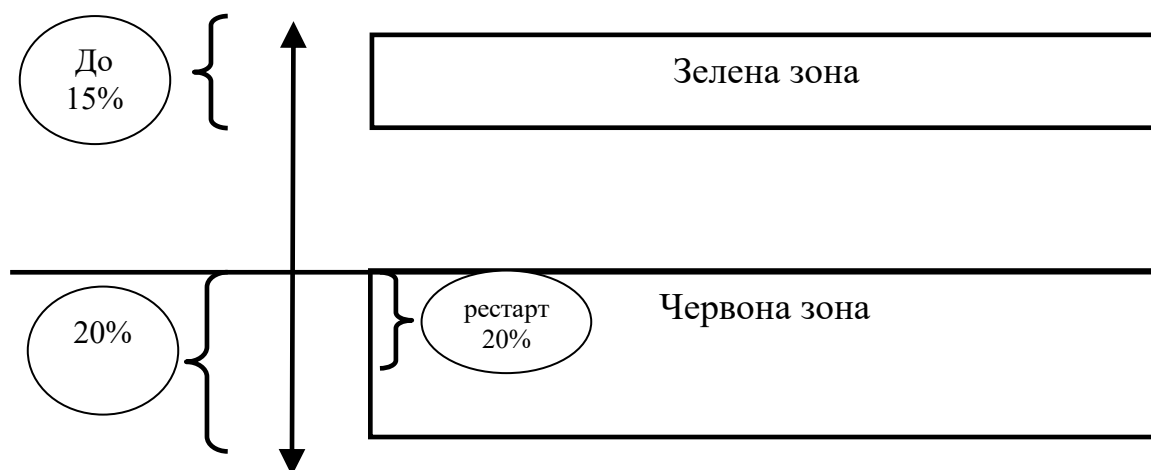 До
15%
Зелена зона
20%
рестарт
20%
Червона зона